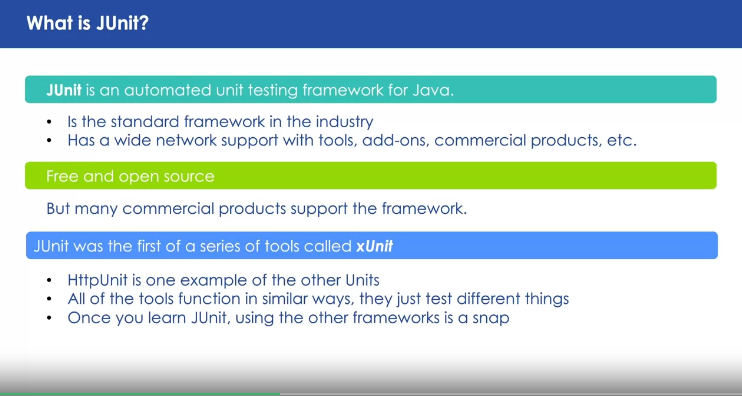 What is JUnit?
JUnit is an automated unit testing framework for Java.
• Is the standard framework in the industry
• Has a wide network support with tools, add-ons, commercial products, etc.
Free and open source
But many commercial products support the framework.
JUnit was the first of a series of tools called xUnit
• HttpUnit is one example of the other Units
• All of the tools function in similar ways, they just test different things
• Once you learn JUnit, using the other frameworks is a snap